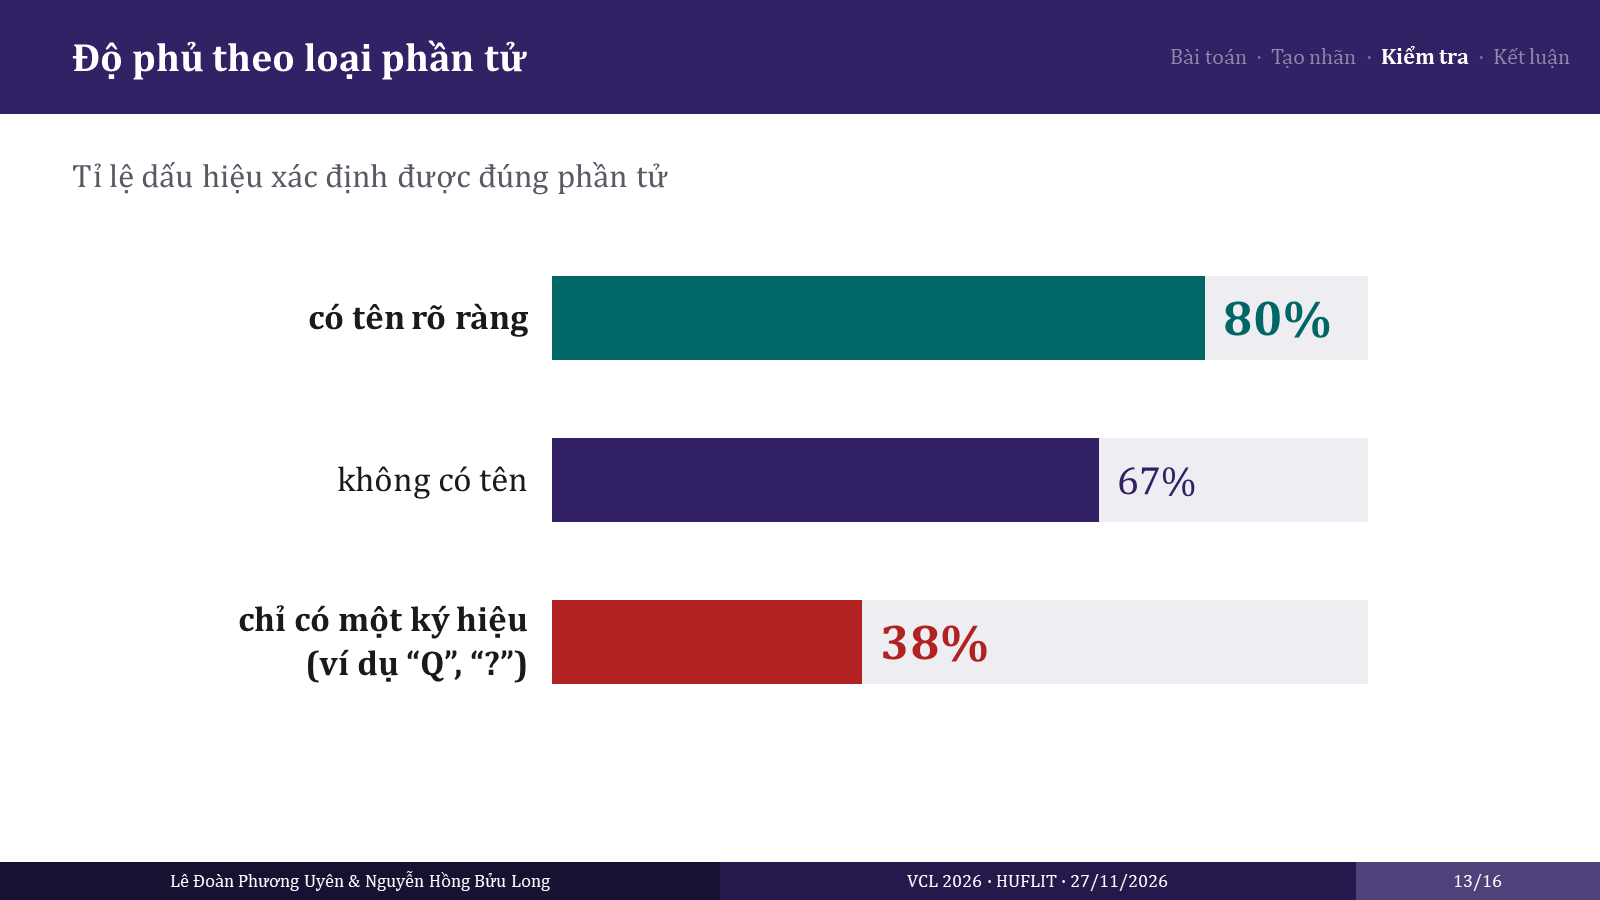 Độ phủ theo loại phần tử
Bài toán · Tạo nhãn · Kiểm tra · Kết luận
Tỉ lệ dấu hiệu xác định được đúng phần tử
có tên rõ ràng
80%
không có tên
67%
chỉ có một ký hiệu
(ví dụ “Q”, “?”)
38%
Lê Đoàn Phương Uyên & Nguyễn Hồng Bửu Long
VCL 2026 · HUFLIT · 27/11/2026
13/16